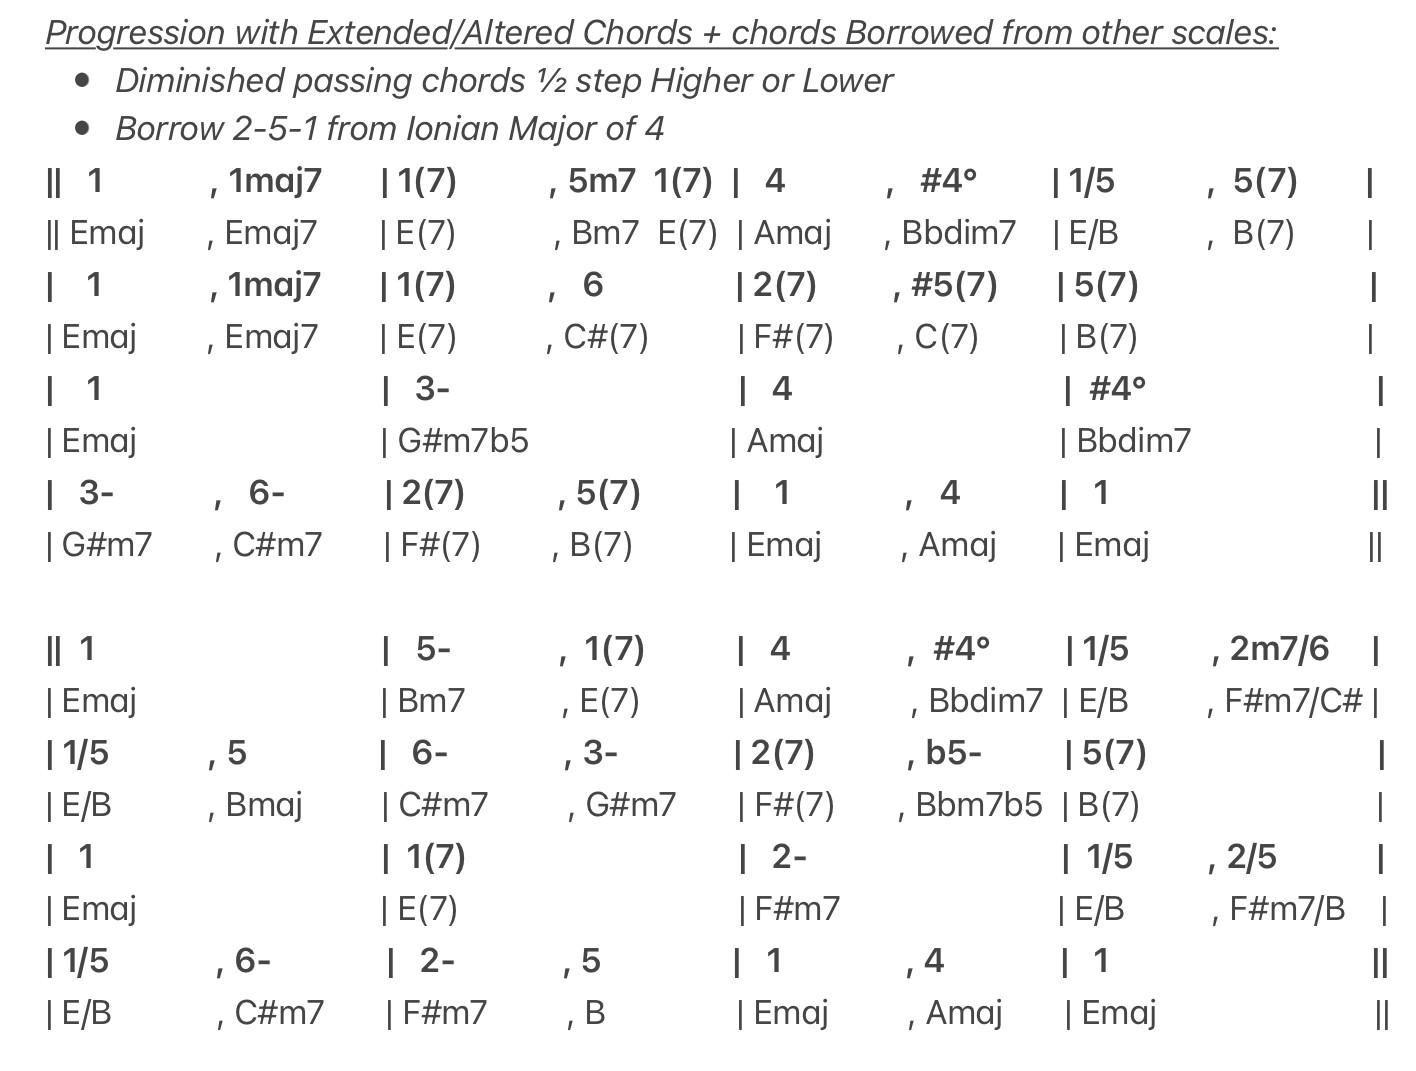 Progression with Extended/Altered Chords + chords Borrowed from other scales:
● Diminished passing chords ½ step Higher or Lower
● Borrow 2-5-1 from Ionian Major of 4
|| 1 , 1maj7 | 1(7) , 5m7 1(7) | 4 , #4° | 1/5 , 5(7) |
|| Emaj , Emaj7 | E(7) , Bm7 E(7) | Amaj , Bbdim7 | E/B , B(7) |
| 1 , 1maj7 | 1(7) , 6 | 2(7) , #5(7) | 5(7) |
| Emaj , Emaj7 | E(7) , C#(7) | F#(7) , C(7) | B(7) |
| 1 | 3- | 4 | #4° |
| Emaj | G#m7b5 | Amaj | Bbdim7 |
| 3- , 6- | 2(7) , 5(7) | 1 , 4 | 1 ||
| G#m7 , C#m7 | F#(7) , B(7) | Emaj , Amaj | Emaj ||
|| 1 | 5- , 1(7) | 4 , #4° | 1/5 , 2m7/6 |
| Emaj | Bm7 , E(7) | Amaj , Bbdim7 | E/B , F#m7/C# |
| 1/5 , 5 | 6- , 3- | 2(7) , b5- | 5(7) |
| E/B , Bmaj | C#m7 , G#m7 | F#(7) , Bbm7b5 | B(7) |
| 1 | 1(7) | 2- | 1/5 , 2/5 |
| Emaj | E(7) | F#m7 | E/B , F#m7/B |
| 1/5 , 6- | 2- , 5 | 1 , 4 | 1 ||
| E/B , C#m7 | F#m7 , B | Emaj , Amaj | Emaj ||